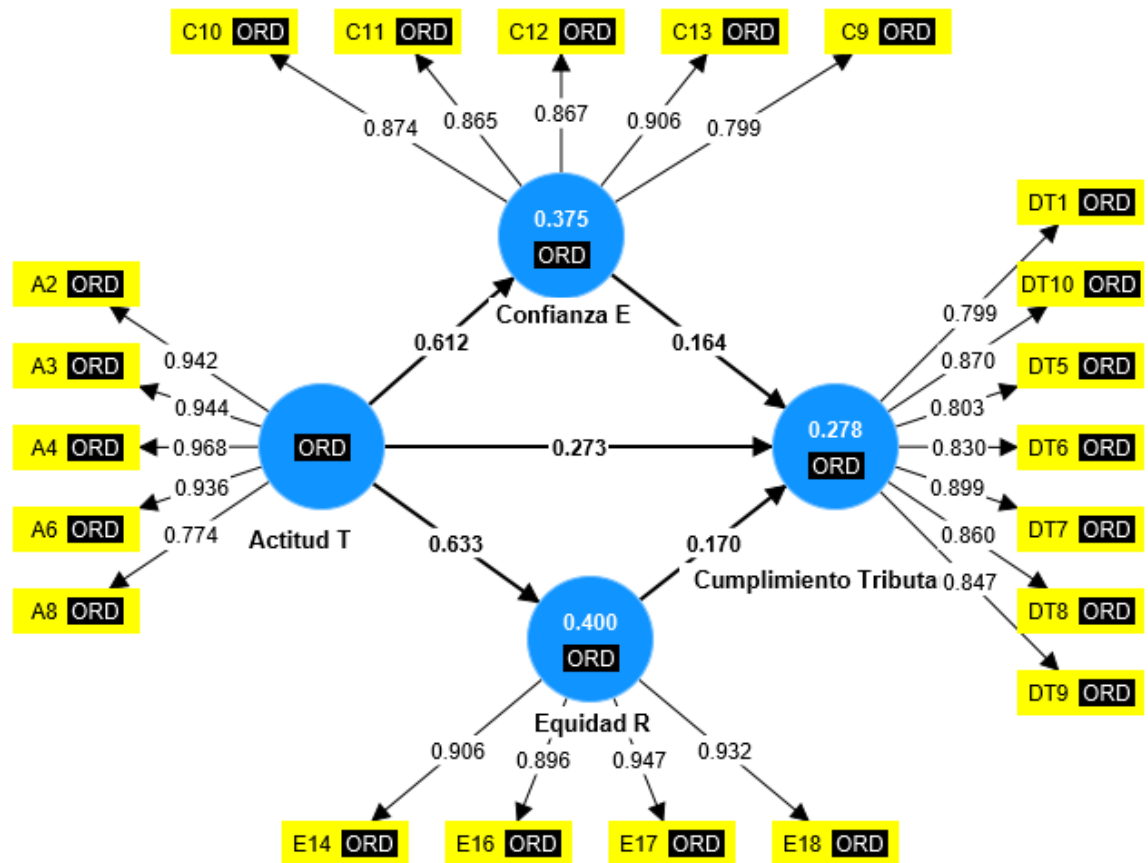 C10 ORD
C11 ORD
C12 ORD
C13 ORD
C9 ORD
0.874
0.865
0.867
0.906
0.799
0.375
ORD
Confianza E
DT1 ORD
DT10 ORD
DT5 ORD
DT6 ORD
DT7 ORD
DT8 ORD
DT9 ORD
0.799
0.870
0.803
0.830
0.899
0.860
0.847
A2 ORD
A3 ORD
A4 ORD
A6 ORD
A8 ORD
0.942
0.944
0.968
0.936
0.774
ORD
Actitud T
0.612
0.164
0.273
0.633
0.170
0.278
ORD
Cumplimiento Tributa
0.400
ORD
Equidad R
0.906
0.896
0.947
0.932
E14 ORD
E16 ORD
E17 ORD
E18 ORD